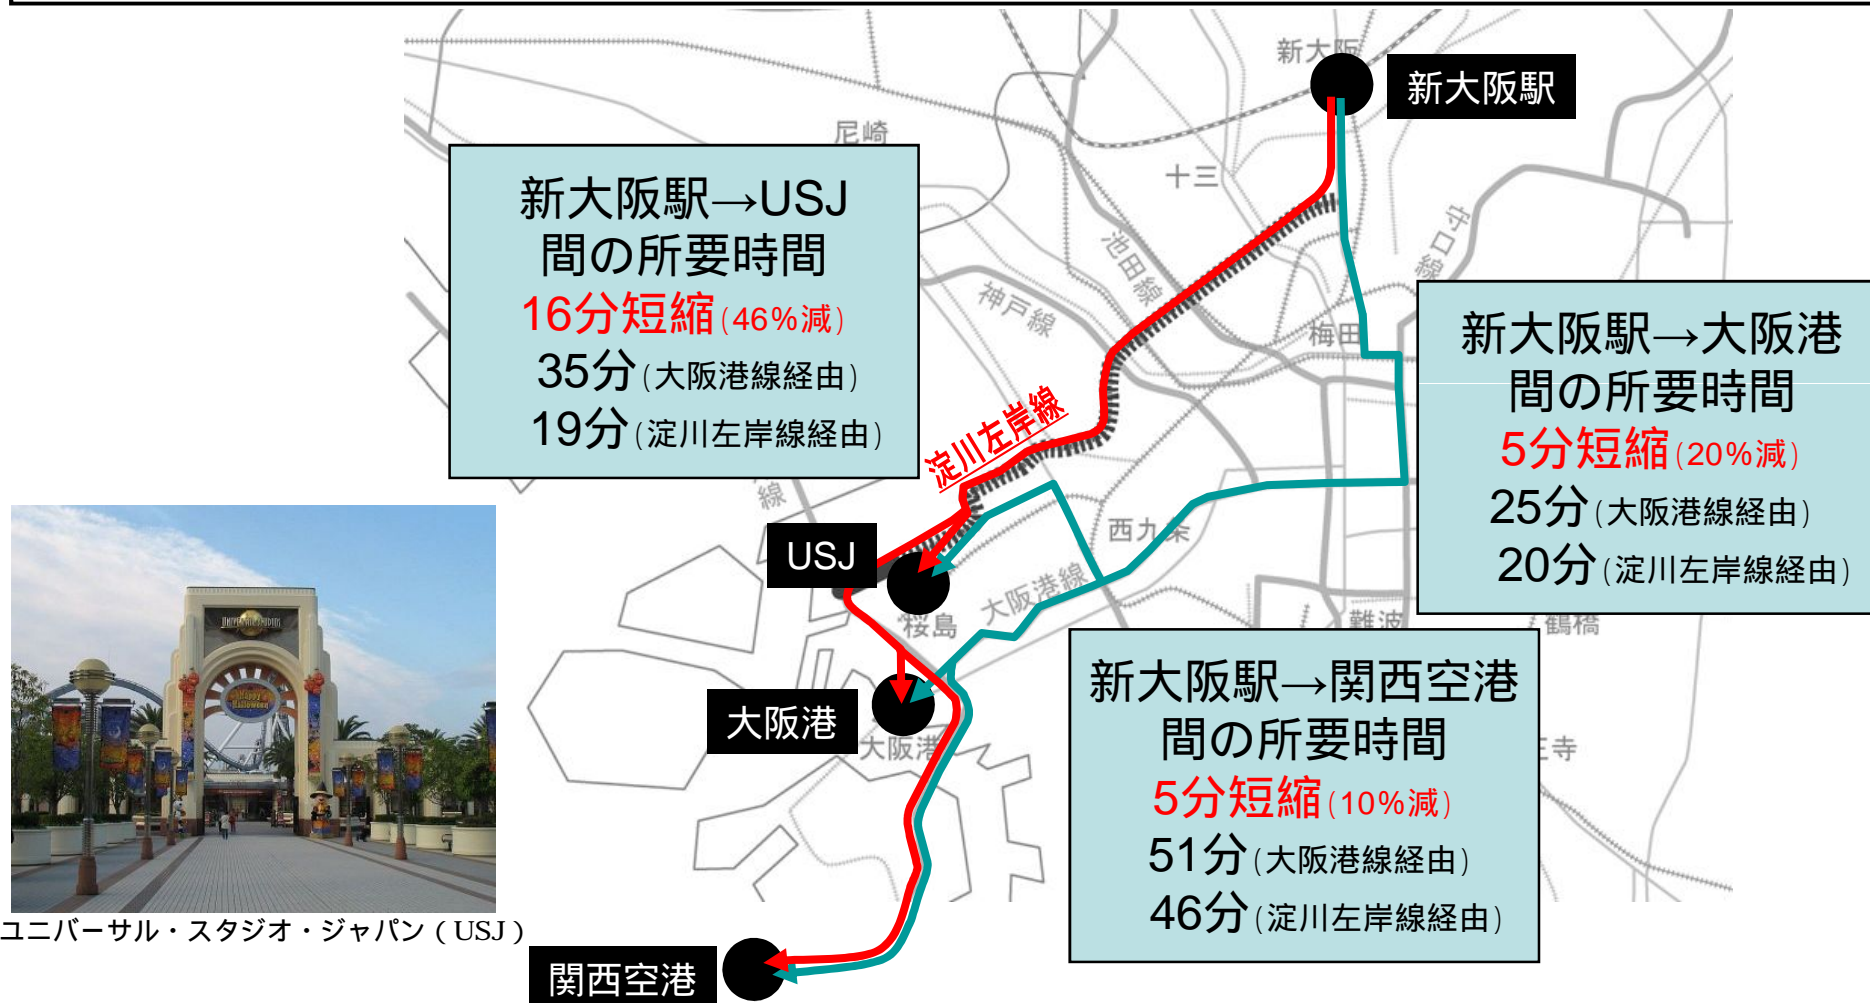 新大阪
新大阪駅
尼崎
十三
新大阪駅→USJ
間の所要時間
16分短縮(46%減)
35分(大阪港線経由)
19分(淀川左岸線経由)
池田線
守口線
神戸線
梅田
新大阪駅→大阪港
間の所要時間
5分短縮(20%減)
25分(大阪港線経由)
20分(淀川左岸線経由)
淀川左岸線
線
西九条
USJ
大阪港線
桜島
難波
鶴橋
UNIVERSAL STUDIOS
Happy Halloween
新大阪駅→関西空港
間の所要時間
5分短縮(10%減)
51分(大阪港線経由)
46分(淀川左岸線経由)
大阪港
大阪港
王寺
ユニバーサル・スタジオ・ジャパン(USJ)
関西空港